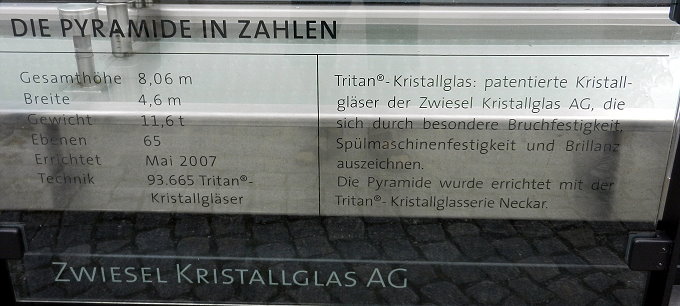 DIE PYRAMIDE IN ZAHLEN
Gesamthöhe 8,06 m
Breite 4,6 m
Gewicht 11,6 t
Ebenen 65
Errichtet Mai 2007
Technik 93.665 Tritan®-
Kristallgläser
Tritan®-Kristallglas: patentierte Kristall-
gläser der Zwiesel Kristallglas AG, die
sich durch besondere Bruchfestigkeit,
Spülmaschinenfestigkeit und Brillanz
auszeichnen.
Die Pyramide wurde errichtet mit der
Tritan®- Kristallglasserie Neckar.
ZWIESEL KRISTALLGLAS AG